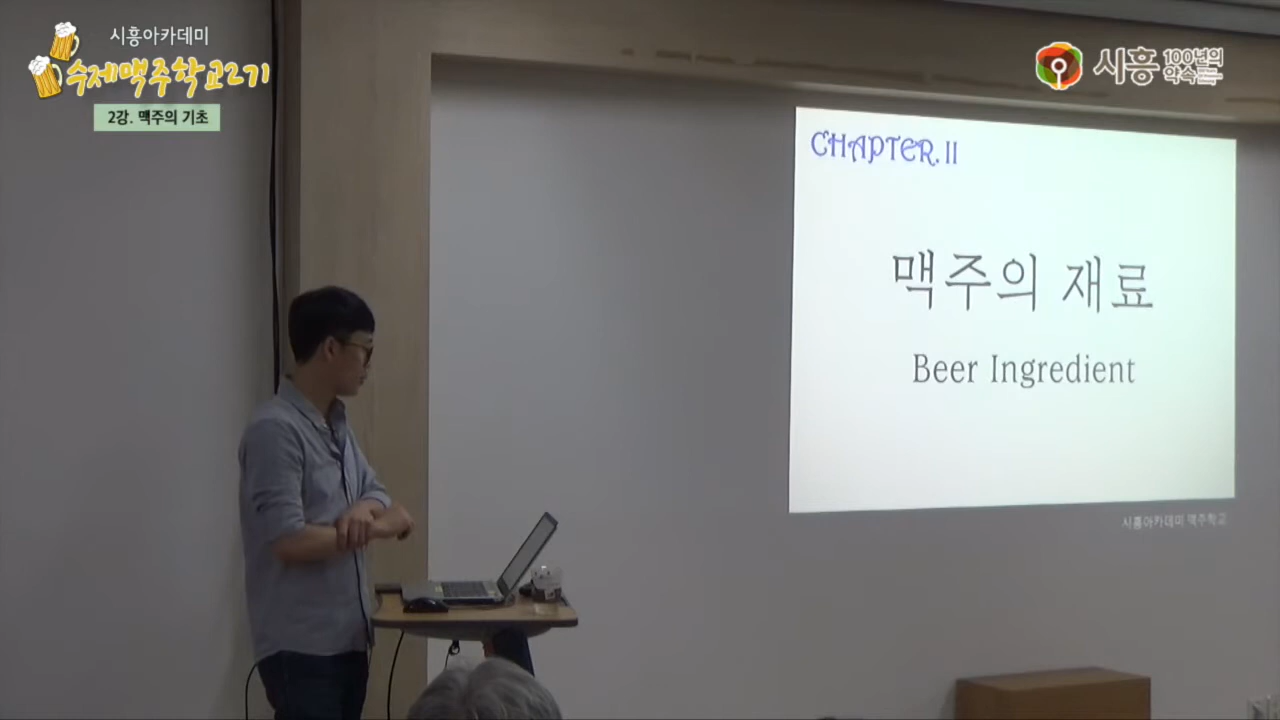 시흥아카데미
수제맥주학교2기
2강. 맥주의 기초
시흥 100년의
약속
CHAPTER. II
맥주의 재료
Beer Ingredient
시흥아카데미 맥주학교